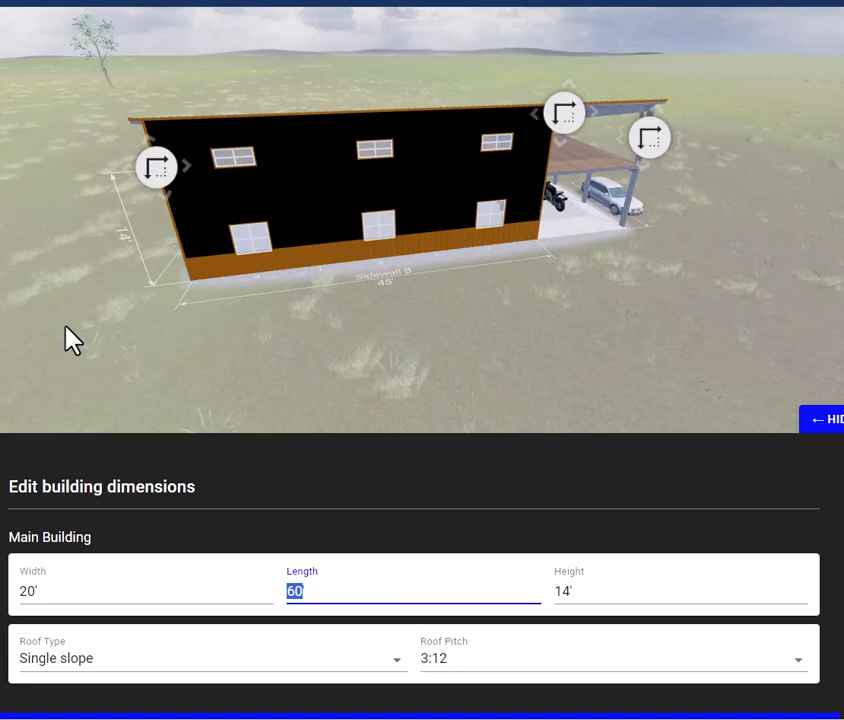 14'
Sidewall B
45'
← HID
Edit building dimensions
Main Building
Width
Length
Height
20'
60'
14'
Roof Type
Roof Pitch
Single slope
3:12